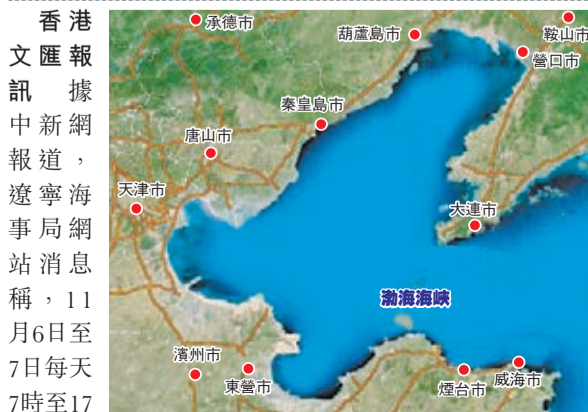 香港
文匯報
訊　據
中新網
報道，
遼寧海
事局網
站消息
稱，11
月6日至
7日每天
7時至17
承德市
葫蘆島市
鞍山市
營口市
秦皇島市
唐山市
天津市
大連市
渤海海峽
濱州市
東營市
煙台市
威海市